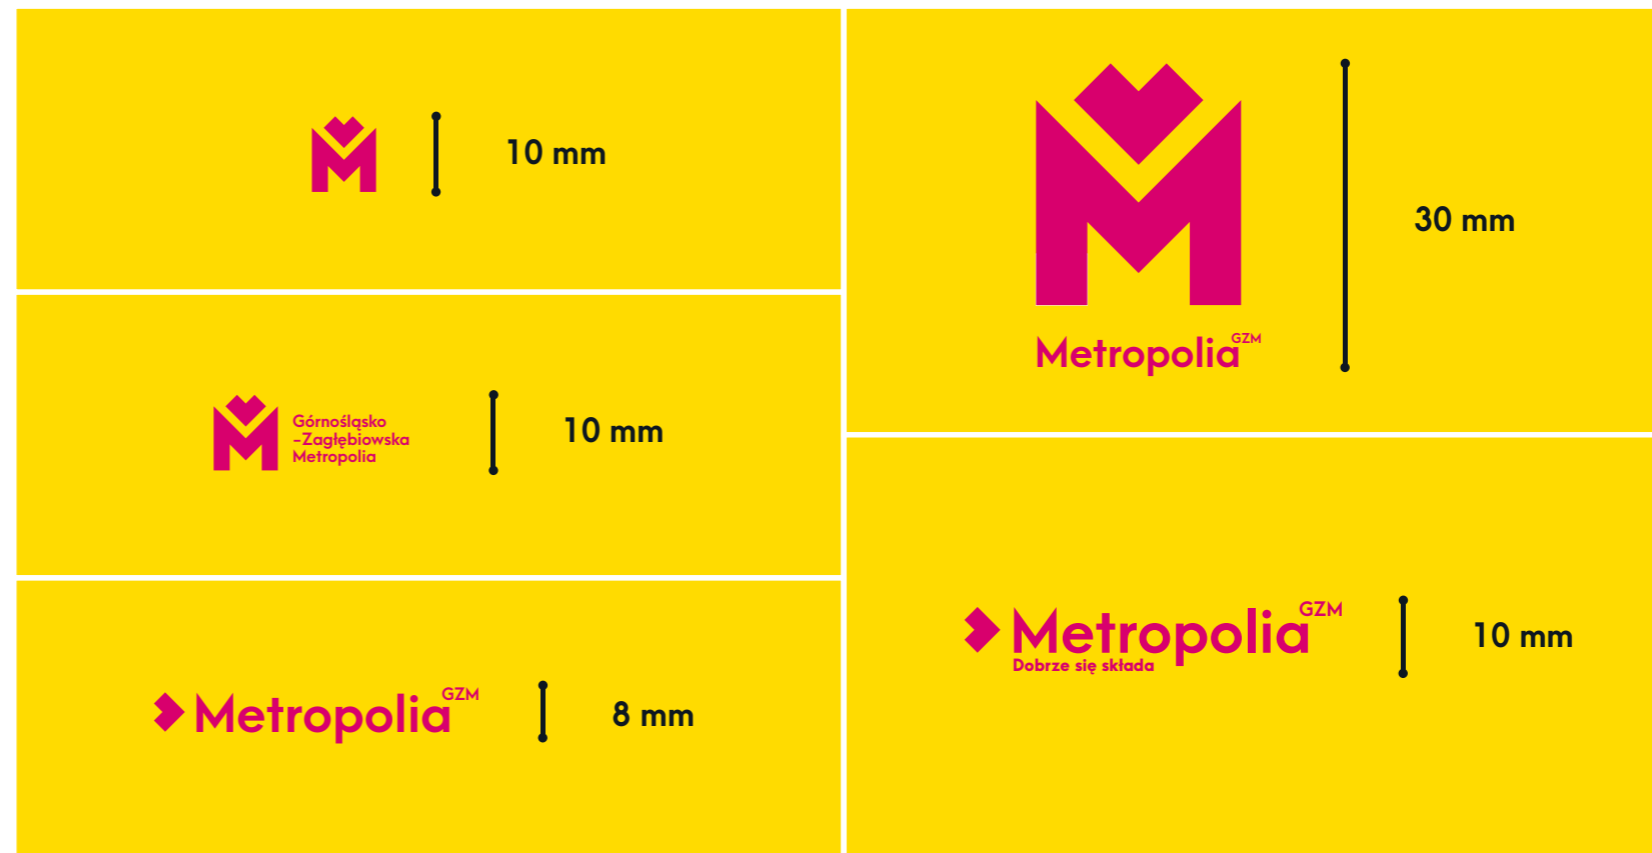 10 mm
Górnośląsko
-Zagłębiowska
Metropolia
10 mm
Metropolia GZM
8 mm
Metropolia GZM
30 mm
Metropolia GZM
Dobrze się składa
10 mm